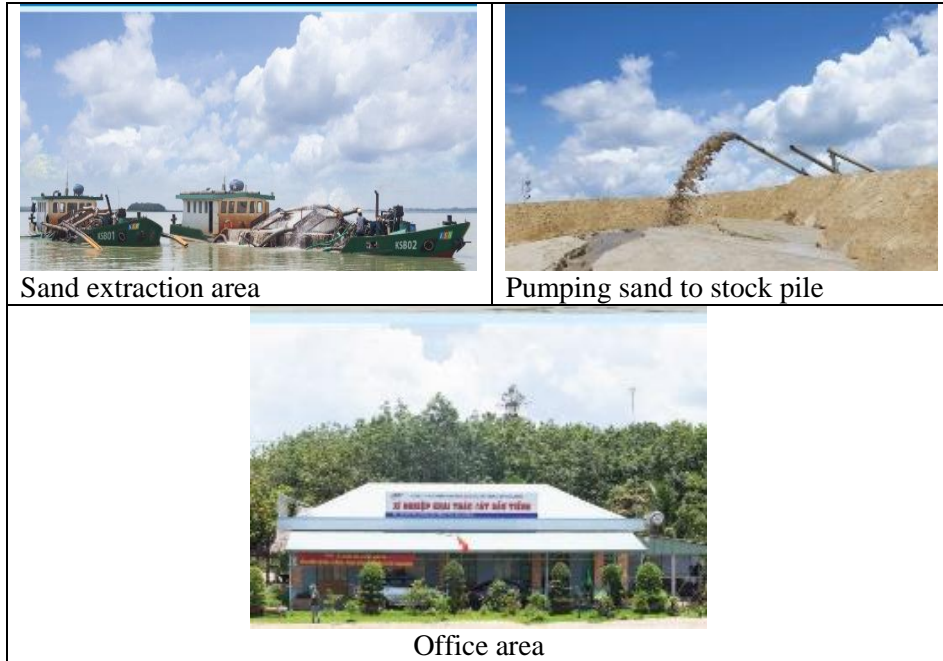 KSB01
KSB02
Sand extraction area
Pumping sand to stock pile
XÍ NGHIỆP KHAI THÁC CÁT DẦU TIẾNG
Office area